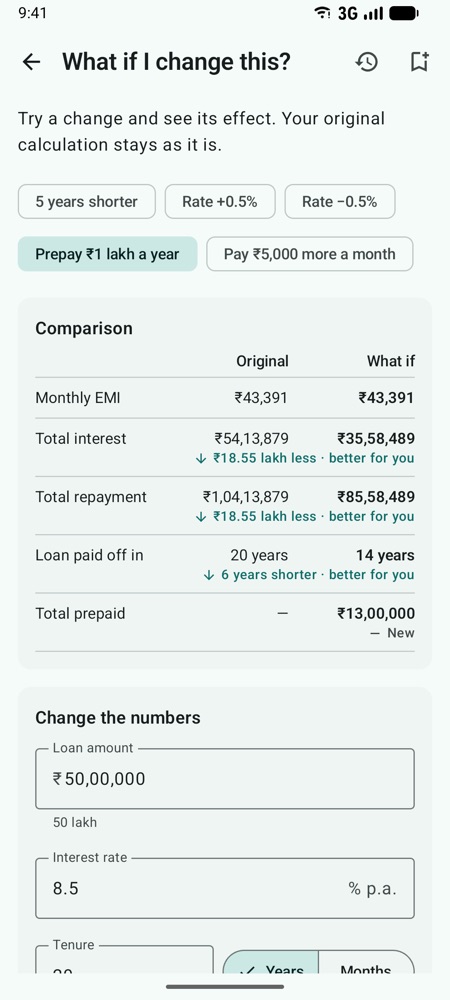 9:41
3G
What if I change this?
Try a change and see its effect. Your original
calculation stays as it is.
5 years shorter
Rate +0.5%
Rate −0.5%
Prepay ₹1 lakh a year
Pay ₹5,000 more a month
Comparison
Original What if
Monthly EMI ₹43,391 ₹43,391
Total interest ₹54,13,879 ₹35,58,489
↓ ₹18.55 lakh less · better for you
Total repayment ₹1,04,13,879 ₹85,58,489
↓ ₹18.55 lakh less · better for you
Loan paid off in 20 years 14 years
↓ 6 years shorter · better for you
Total prepaid — ₹13,00,000
— New
Change the numbers
Loan amount
₹50,00,000
50 lakh
Interest rate
8.5 % p.a.
Tenure
Years Months